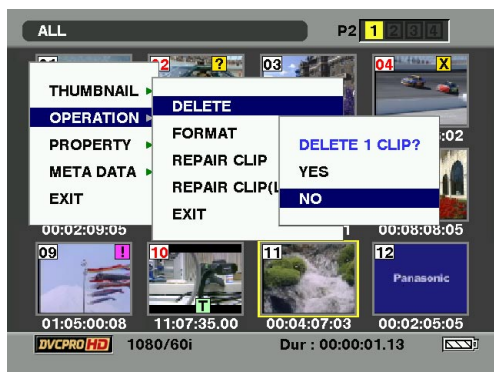 ALL P2 1 2 3 4
02 ? 03 04 X
THUMBNAIL
OPERATION
PROPERTY
META DATA
EXIT
DELETE
FORMAT
REPAIR CLIP
REPAIR CLIP(
EXIT
DELETE 1 CLIP?
YES
NO
:02
00:02:09:05 1 00:08:08:05
09 ! 10 T 11 12 Panasonic
01:05:00:08 11:07:35.00 00:04:07:03 00:02:05:05
DVCPRO HD 1080/60i Dur : 00:00:01.13